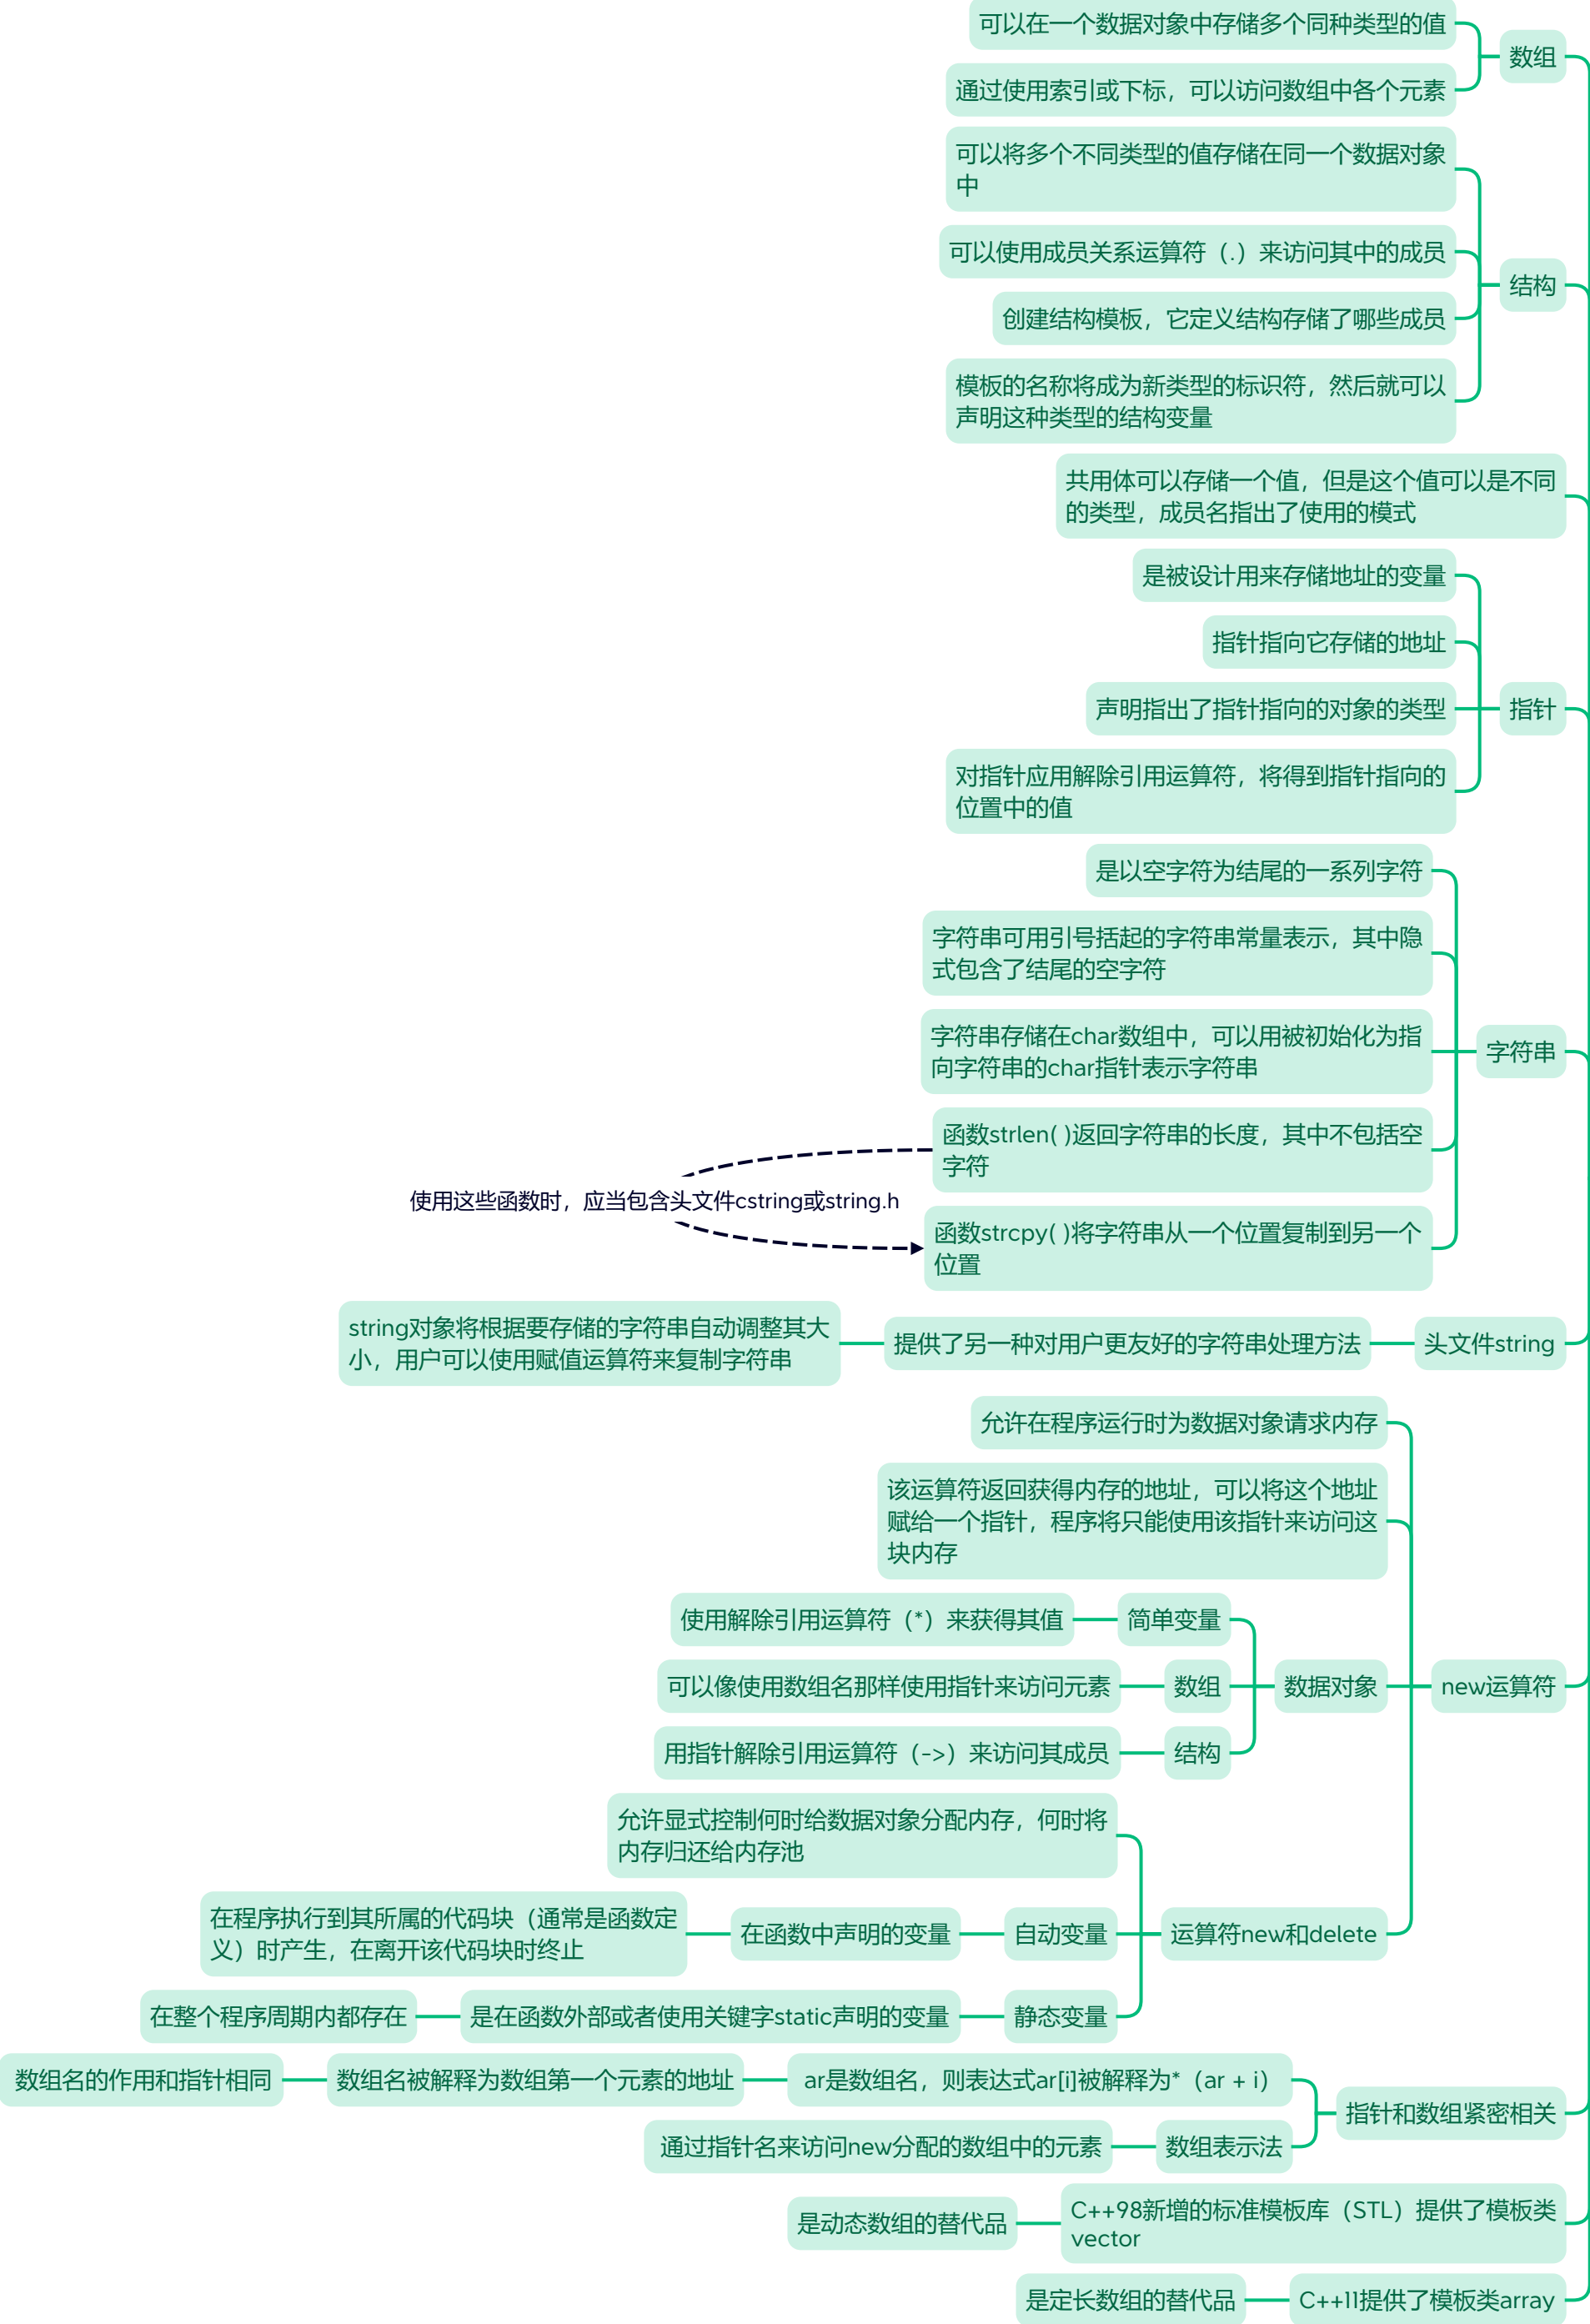 可以在一个数据对象中存储多个同种类型的值
数组
通过使用索引或下标，可以访问数组中各个元素
可以将多个不同类型的值存储在同一个数据对象
中
可以使用成员关系运算符（.）来访问其中的成员
结构
创建结构模板，它定义结构存储了哪些成员
模板的名称将成为新类型的标识符，然后就可以
声明这种类型的结构变量
共用体可以存储一个值，但是这个值可以是不同
的类型，成员名指出了使用的模式
是被设计用来存储地址的变量
指针指向它存储的地址
声明指出了指针指向的对象的类型
指针
对指针应用解除引用运算符，将得到指针指向的
位置中的值
是以空字符为结尾的一系列字符
字符串可用引号括起的字符串常量表示，其中隐
式包含了结尾的空字符
字符串存储在char数组中，可以用被初始化为指
向字符串的char指针表示字符串
字符串
函数strlen( )返回字符串的长度，其中不包括空
字符
使用这些函数时，应当包含头文件cstring或string.h
函数strcpy( )将字符串从一个位置复制到另一个
位置
string对象将根据要存储的字符串自动调整其大
小，用户可以使用赋值运算符来复制字符串
提供了另一种对用户更友好的字符串处理方法
头文件string
允许在程序运行时为数据对象请求内存
该运算符返回获得内存的地址，可以将这个地址
赋给一个指针，程序将只能使用该指针来访问这
块内存
使用解除引用运算符（*）来获得其值
简单变量
可以像使用数组名那样使用指针来访问元素
数组
数据对象
new运算符
用指针解除引用运算符（->）来访问其成员
结构
允许显式控制何时给数据对象分配内存，何时将
内存归还给内存池
在程序执行到其所属的代码块（通常是函数定
义）时产生，在离开该代码块时终止
在函数中声明的变量
自动变量
运算符new和delete
在整个程序周期内都存在
是在函数外部或者使用关键字static声明的变量
静态变量
数组名的作用和指针相同
数组名被解释为数组第一个元素的地址
ar是数组名，则表达式ar[i]被解释为*（ar + i）
指针和数组紧密相关
通过指针名来访问new分配的数组中的元素
数组表示法
是动态数组的替代品
C++98新增的标准模板库（STL）提供了模板类
vector
是定长数组的替代品
C++11提供了模板类array